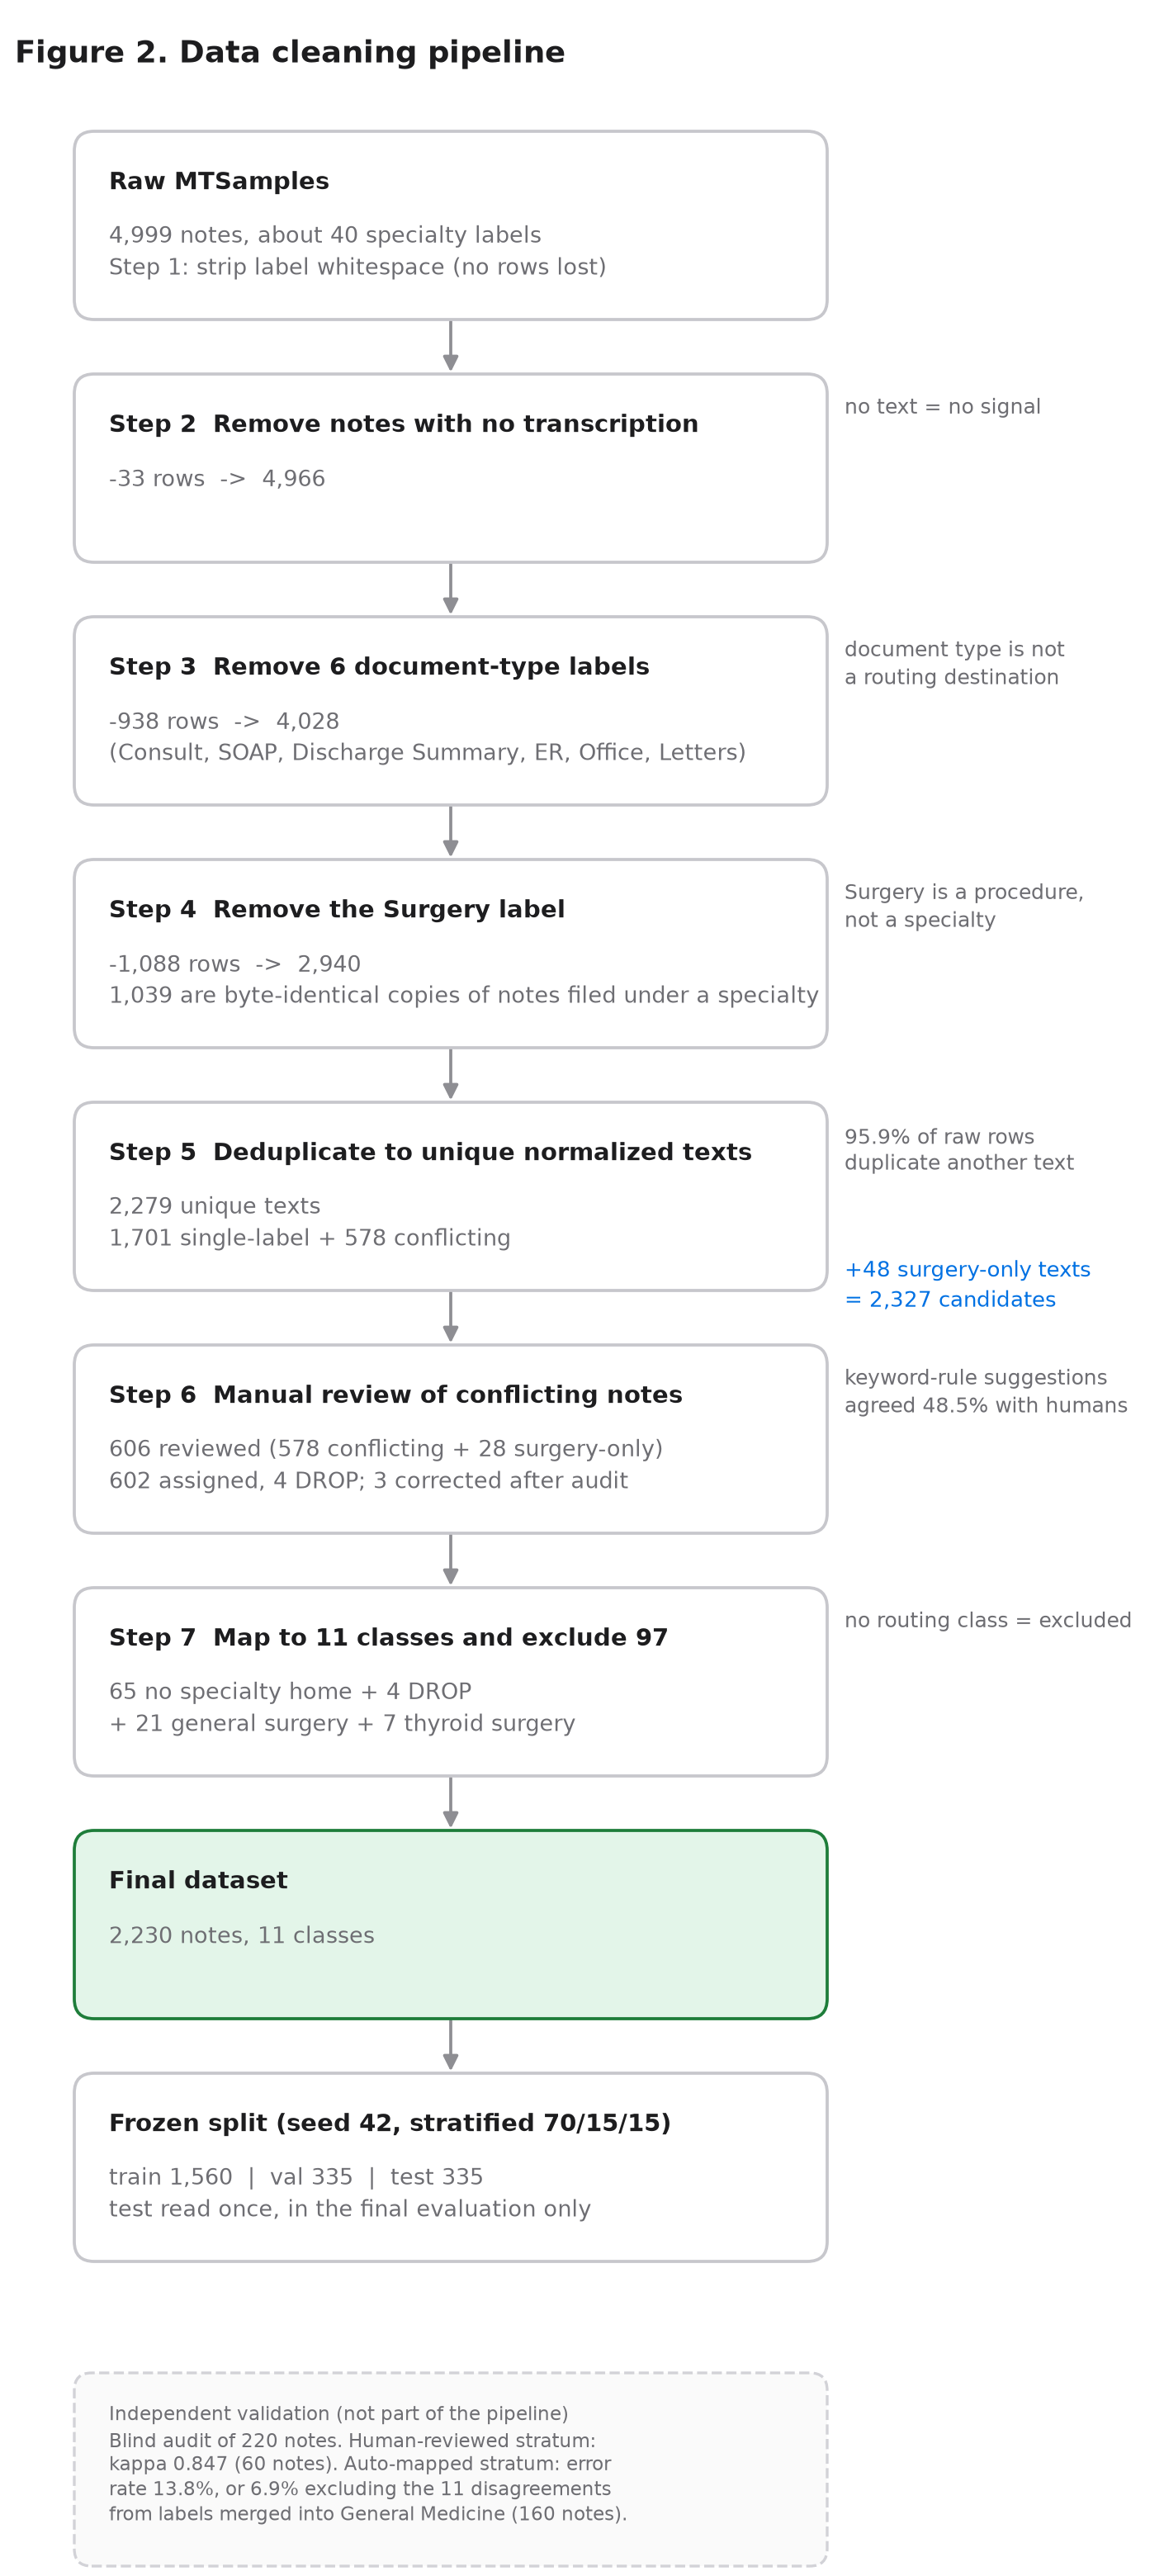 Figure 2. Data cleaning pipeline
Raw MTSamples
4,999 notes, about 40 specialty labels
Step 1: strip label whitespace (no rows lost)
Step 2  Remove notes with no transcription
-33 rows  ->  4,966
no text = no signal
Step 3  Remove 6 document-type labels
-938 rows  ->  4,028
(Consult, SOAP, Discharge Summary, ER, Office, Letters)
document type is not
a routing destination
Step 4  Remove the Surgery label
-1,088 rows  ->  2,940
1,039 are byte-identical copies of notes filed under a specialty
Surgery is a procedure,
not a specialty
Step 5  Deduplicate to unique normalized texts
2,279 unique texts
1,701 single-label + 578 conflicting
95.9% of raw rows
duplicate another text
+48 surgery-only texts
= 2,327 candidates
Step 6  Manual review of conflicting notes
606 reviewed (578 conflicting + 28 surgery-only)
602 assigned, 4 DROP; 3 corrected after audit
keyword-rule suggestions
agreed 48.5% with humans
Step 7  Map to 11 classes and exclude 97
65 no specialty home + 4 DROP
+ 21 general surgery + 7 thyroid surgery
no routing class = excluded
Final dataset
2,230 notes, 11 classes
Frozen split (seed 42, stratified 70/15/15)
train 1,560  |  val 335  |  test 335
test read once, in the final evaluation only
Independent validation (not part of the pipeline)
Blind audit of 220 notes. Human-reviewed stratum:
kappa 0.847 (60 notes). Auto-mapped stratum: error
rate 13.8%, or 6.9% excluding the 11 disagreements
from labels merged into General Medicine (160 notes).